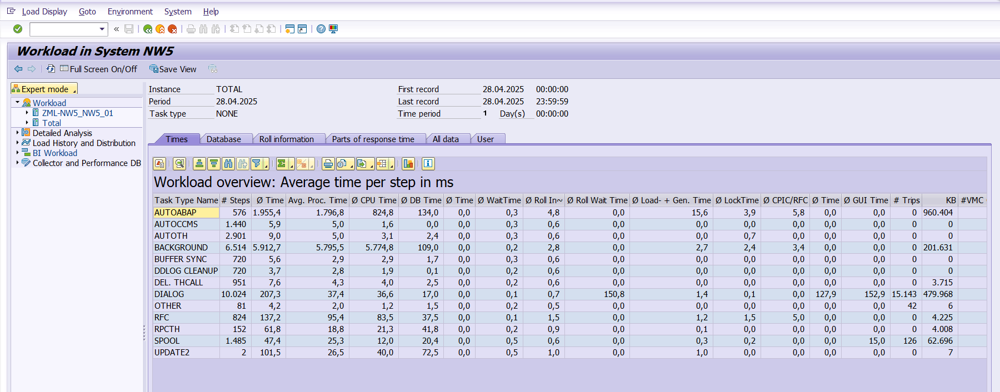 Load Display Goto Environment System Help
«
Workload in System NW5
Full Screen On/Off Save View
Expert mode
Workload
ZML-NW5_NW5_01
Total
Detailed Analysis
Load History and Distribution
BI Workload
Collector and Performance DB
Instance TOTAL First record 28.04.2025 00:00:00
Period 28.04.2025 Last record 28.04.2025 23:59:59
Task type NONE Time period 1 Day(s) 00:00:00
Times Database Roll information Parts of response time All data User
Workload overview: Average time per step in ms
Task Type Name # Steps Ø Time Avg. Proc. Time Ø CPU Time Ø DB Time Ø Time Ø WaitTime Ø Roll In~ Ø Roll Wait Time Ø Load- + Gen. Time Ø LockTime Ø CPIC/RFC Ø Time Ø GUI Time # Trips KB #VMC
AUTOABAP 576 1.955,4 1.796,8 824,8 134,0 0,0 0,3 4,8 0,0 15,6 3,9 5,8 0,0 0,0 0 960.404
AUTOCCMS 1.440 5,9 5,0 1,6 0,0 0,0 0,3 0,6 0,0 0,0 0,0 0,0 0,0 0,0 0 0
AUTOTH 2.901 9,0 5,0 3,1 2,4 0,0 0,3 0,6 0,0 0,0 0,7 0,0 0,0 0,0 0 0
BACKGROUND 6.514 5.912,7 5.795,5 5.774,8 109,0 0,0 0,2 2,8 0,0 2,7 2,4 3,4 0,0 0,0 0 201.631
BUFFER SYNC 720 5,6 2,9 2,9 1,7 0,0 0,3 0,6 0,0 0,0 0,0 0,0 0,0 0,0 0 0
DDLOG CLEANUP 720 3,7 2,8 1,9 0,1 0,0 0,2 0,6 0,0 0,0 0,0 0,0 0,0 0,0 0 0
DEL. THCALL 951 7,6 4,3 4,0 2,5 0,0 0,2 0,6 0,0 0,0 0,0 0,0 0,0 0,0 0 3.715
DIALOG 10.024 207,3 37,4 36,6 17,0 0,0 0,1 0,7 150,8 1,4 0,1 0,0 127,9 152,9 15.143 479.968
OTHER 81 4,2 2,0 1,2 1,5 0,0 0,2 0,5 0,0 0,0 0,0 0,0 0,0 0,0 42 6
RFC 824 137,2 95,4 83,5 37,5 0,0 0,1 1,5 0,0 1,2 1,5 5,0 0,0 0,0 0 4.225
RPCTH 152 61,8 18,8 21,3 41,8 0,0 0,2 0,9 0,0 0,1 0,0 0,0 0,0 0,0 0 4.008
SPOOL 1.485 47,4 25,3 12,0 20,4 0,0 0,5 0,6 0,0 0,3 0,2 0,0 0,0 15,0 126 62.696
UPDATE2 2 101,5 26,5 40,0 72,5 0,0 0,5 1,0 0,0 1,0 0,0 0,0 0,0 0,0 0 7